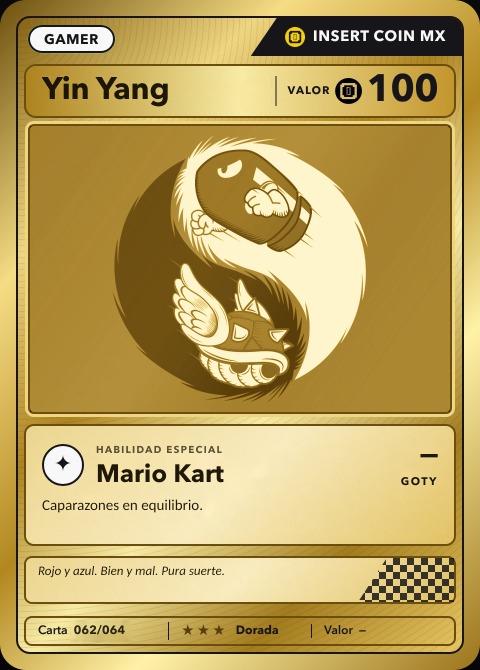 GAMER
INSERT COIN MX
Yin Yang
VALOR 100
HABILIDAD ESPECIAL
Mario Kart
—
GOTY
Caparazones en equilibrio.
Rojo y azul. Bien y mal. Pura suerte.
Carta 062/064 ★ ★ ★ Dorada Valor —